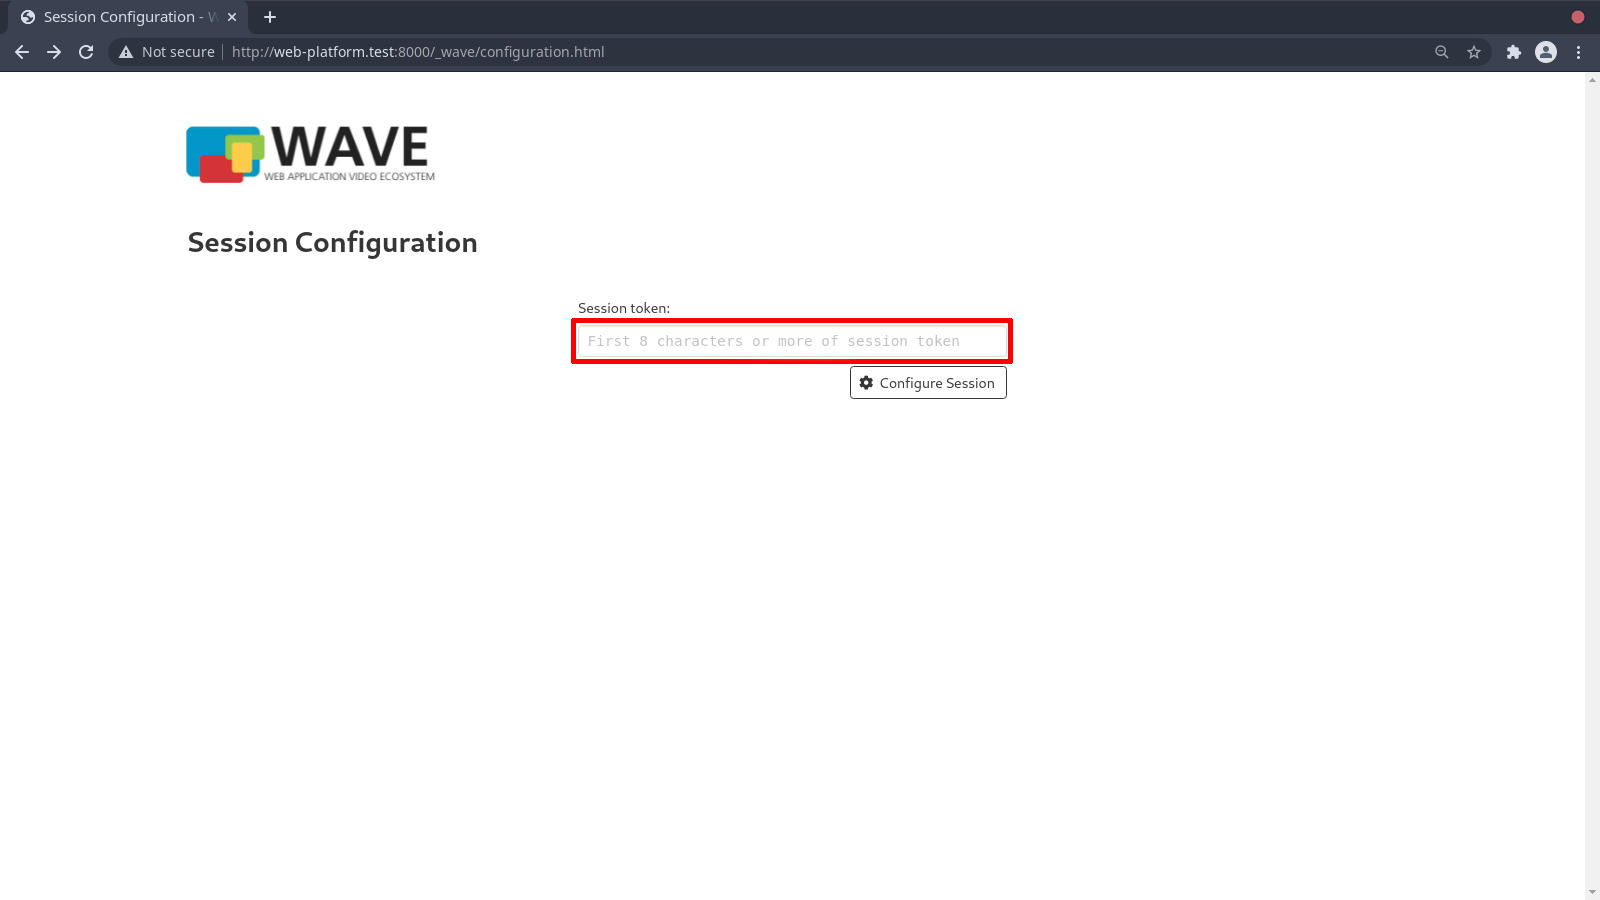 Session Configuration -
Not secure
http://web-platform.test:8000/_wave/configuration.html
WAVE
WEB APPLICATION VIDEO ECOSYSTEM
Session Configuration
Session token:
First 8 characters or more of session token
Configure Session